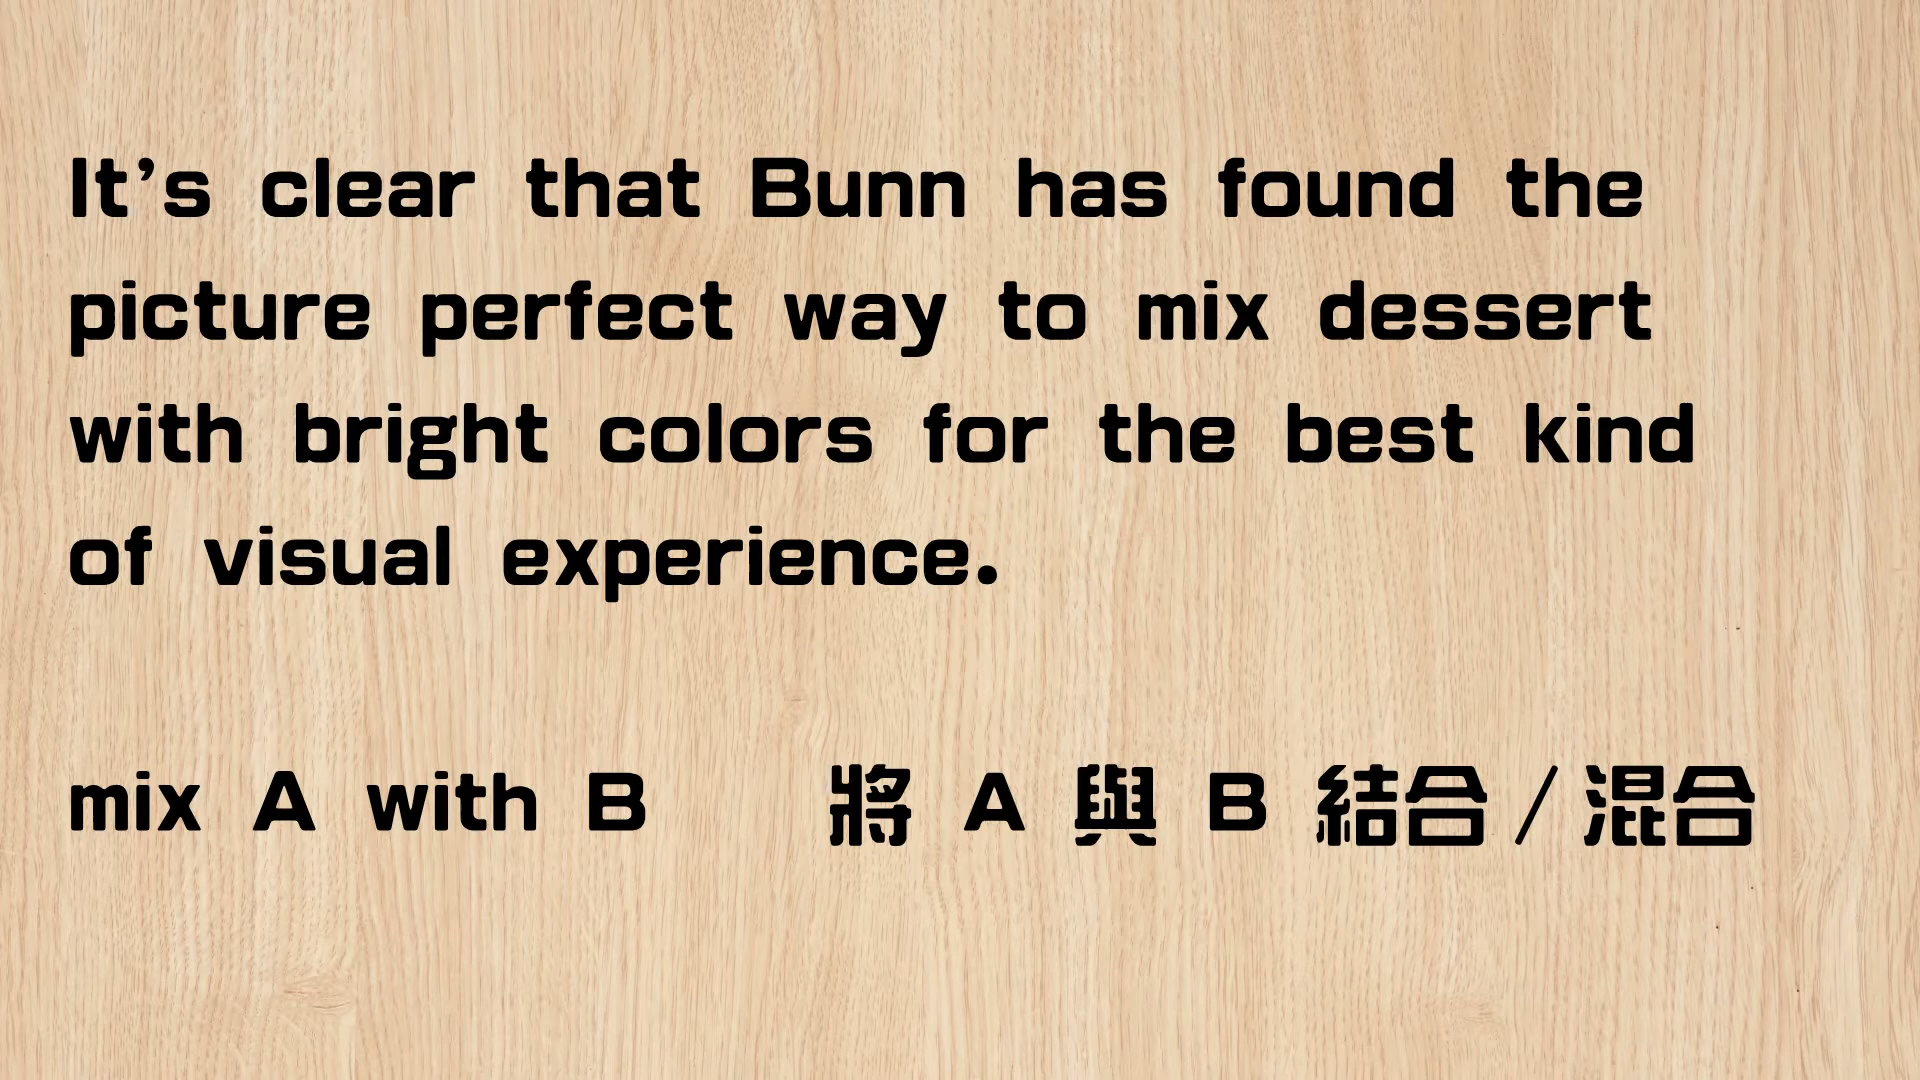 It’s clear that Bunn has found the
picture perfect way to mix dessert
with bright colors for the best kind
of visual experience.
mix A with B 將 A 與 B 結合/混合